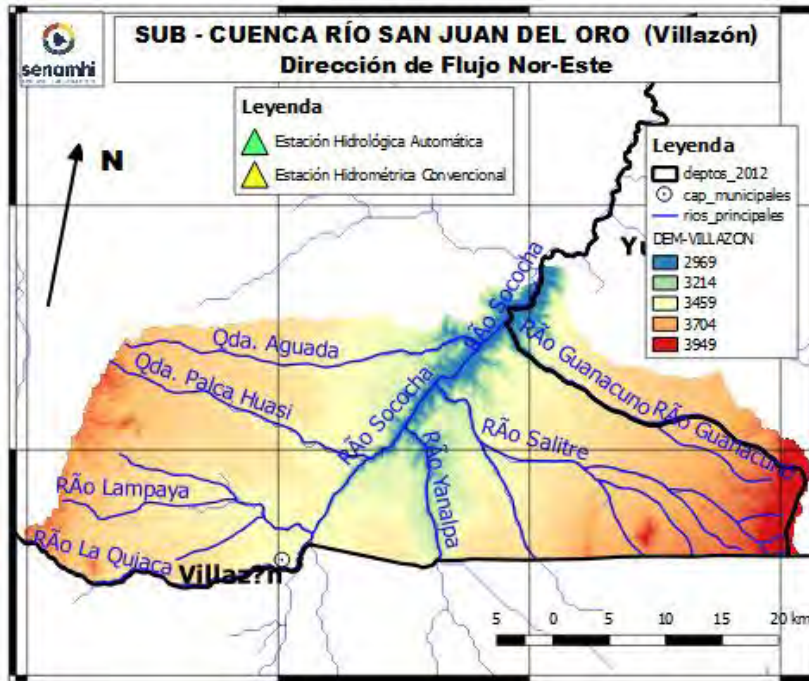 senamhi
SUB - CUENCA RÍO SAN JUAN DEL ORO (Villazón)
Dirección de Flujo Nor-Este
Leyenda
Estación Hidrológica Automática
Estación Hidrométrica Convencional
N
Leyenda
deptos_2012
cap_municipales
rios_principales
DEM-VILLAZON
2969
3214
3459
3704
3949
Yu
RÃo Sococha
Qda. Aguada
RÃo Guanacuno
Qda. Palca Huasi
RÃo Sococha
RÃo Guanacuno
RÃo Salitre
RÃo Lampaya
RÃo Yanalpa
RÃo La Quiaca
Villaz?n
5 0 5 10 15 20 km